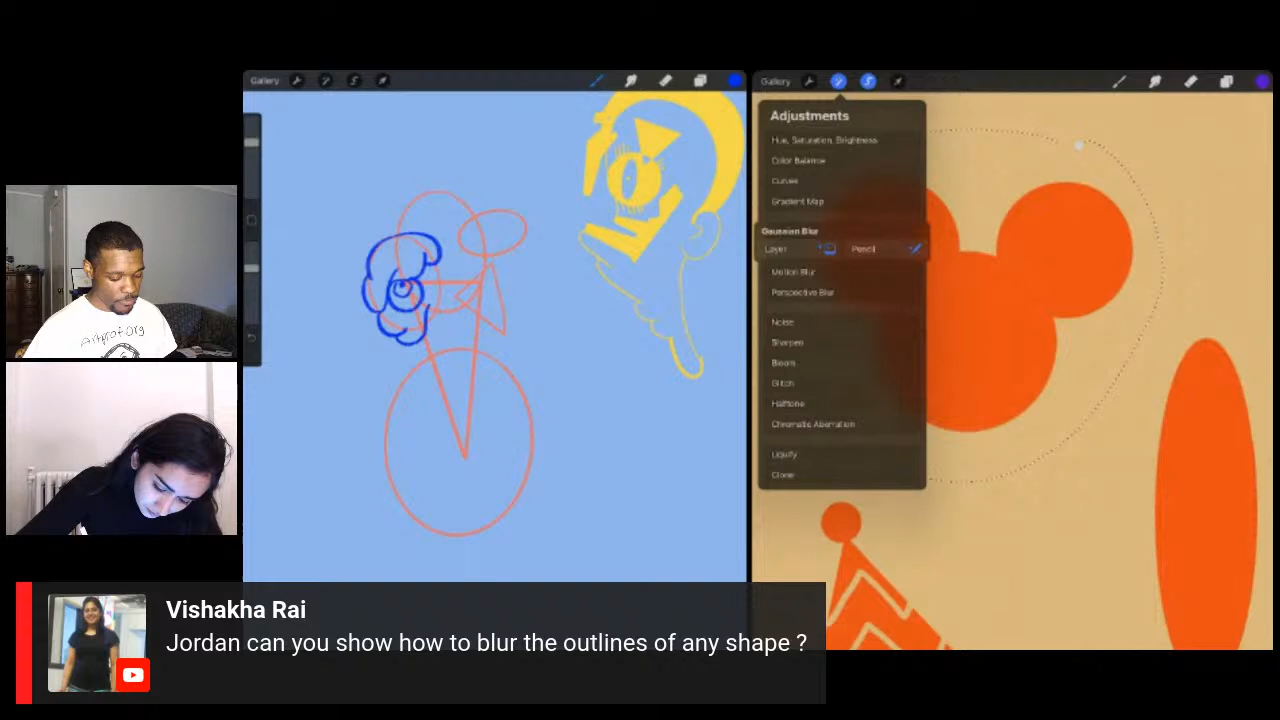 Gallery
Gallery
Adjustments
Hue, Saturation, Brightness
Color Balance
Curves
Gradient Map
Gaussian Blur
Layer Pencil
Motion Blur
Perspective Blur
Noise
Sharpen
Bloom
Glitch
Halftone
Chromatic Aberration
Liquify
Clone
Artprof.org
Vishakha Rai
Jordan can you show how to blur the outlines of any shape ?